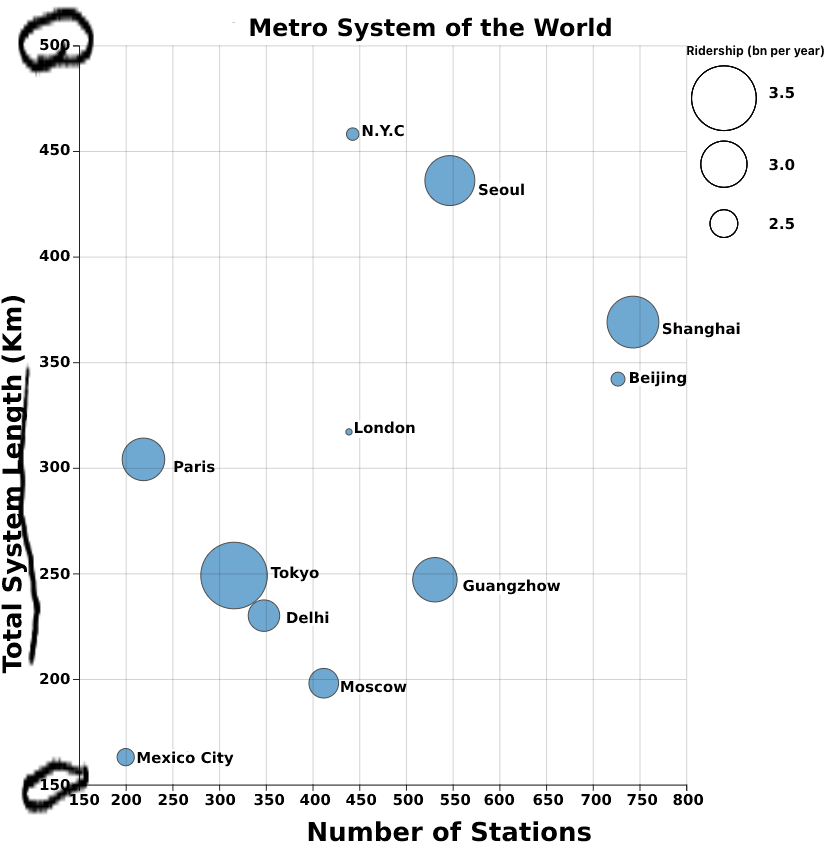 Metro System of the World
500
Ridership (bn per year)
3.5
N.Y.C
450
3.0
Seoul
2.5
400
Shanghai
350
Beijing
London
300
Paris
250
Tokyo
Guangzhow
Delhi
200
Moscow
Mexico City
150
150 200 250 300 350 400 450 500 550 600 650 700 750 800
Number of Stations
Total System Length (Km)